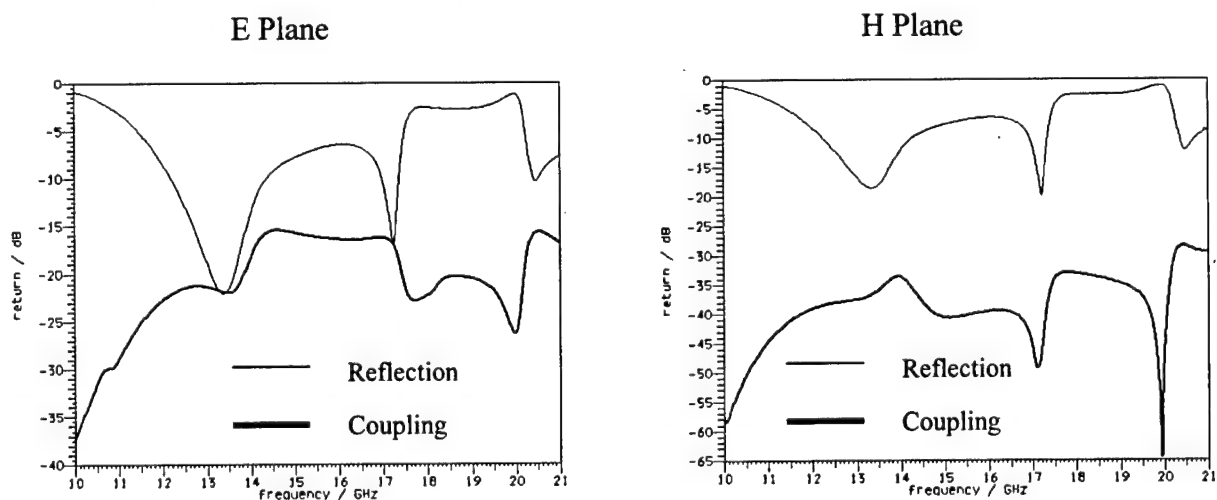 E Plane
H Plane
0
-5
-10
-15
-20
-25
-30
-35
-40
return / dB
10 11 12 13 14 15 16 17 18 19 20 21
frequency / GHz
Reflection
Coupling
0
-5
-10
-15
-20
-25
-30
-35
-40
-45
-50
-55
-60
-65
return / dB
10 11 12 13 14 15 16 17 18 19 20 21
frequency / GHz
Reflection
Coupling